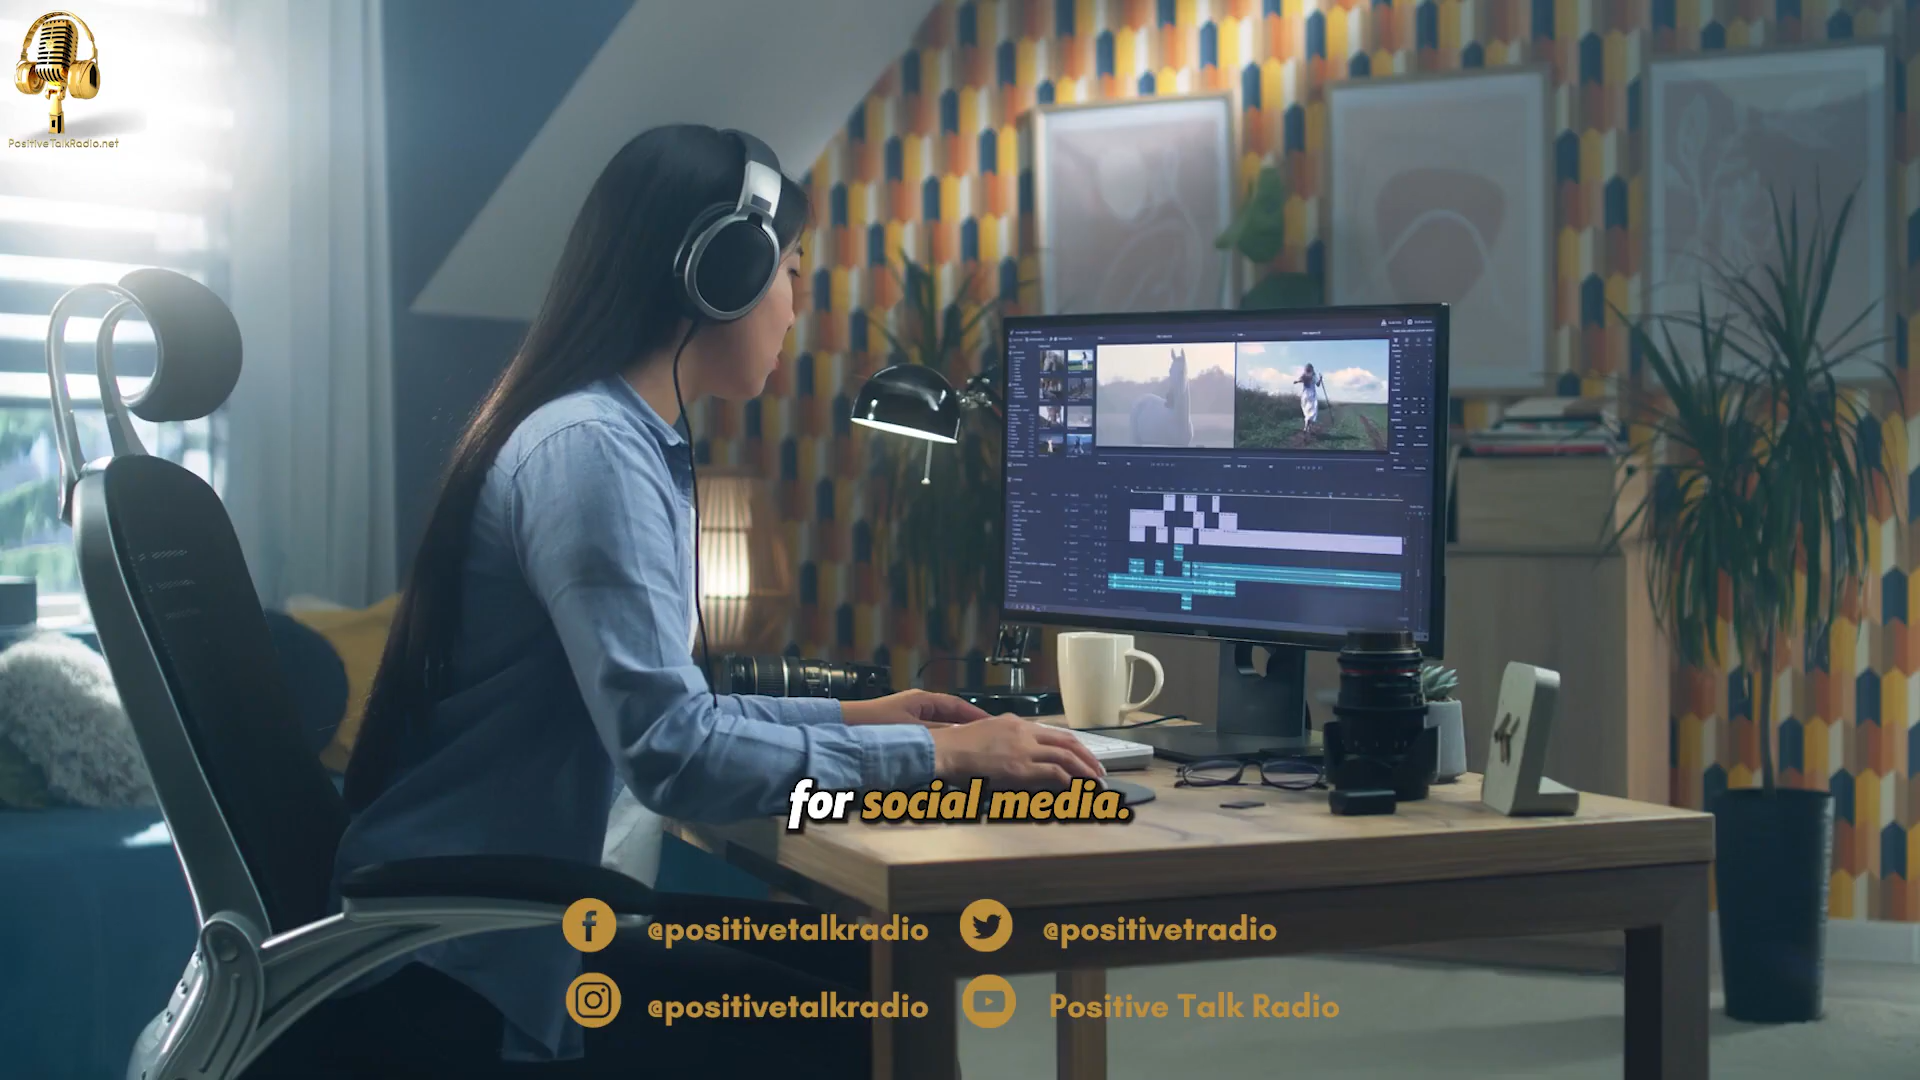 PositiveTalkRadio.net
for social media.
@positivetalkradio
@positivetradio
@positivetalkradio
Positive Talk Radio